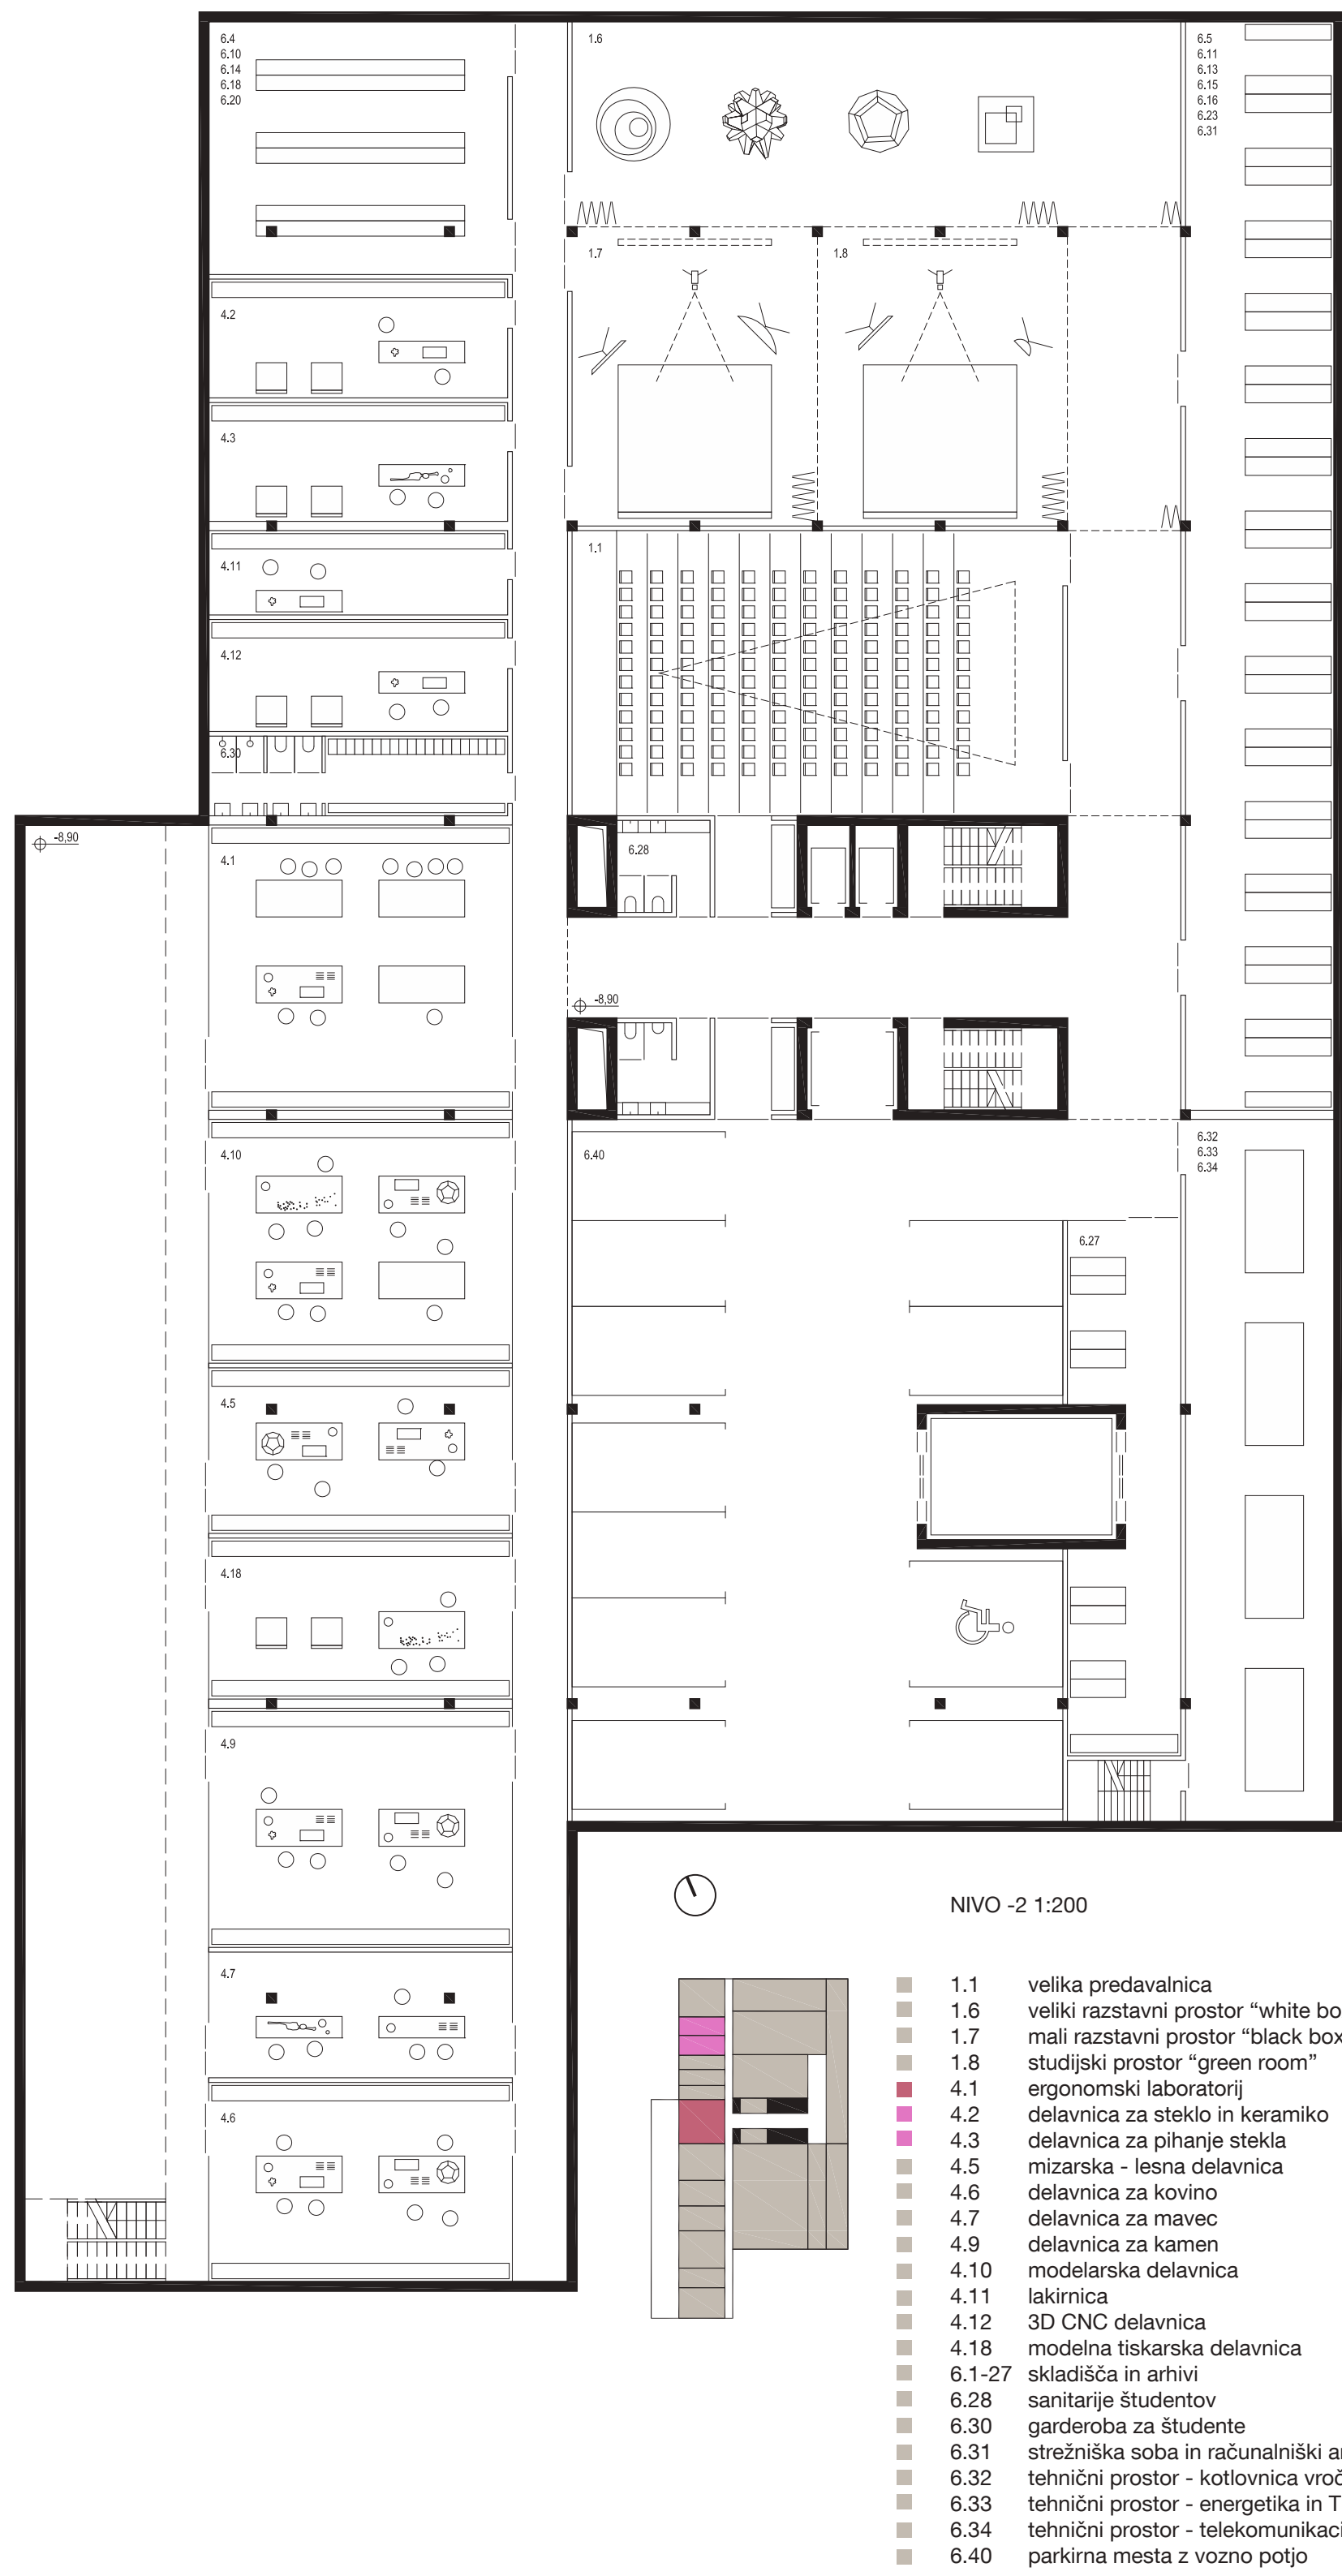 6.4
6.10
6.14
6.18
6.20
1.6
6.5
6.11
6.13
6.15
6.16
6.23
6.31
1.7
1.8
4.2
4.3
1.1
4.11
4.12
6.30
-8,90
4.1
6.28
-8,90
4.10
6.40
6.32
6.33
6.34
6.27
4.5
4.18
4.9
4.7
4.6
NIVO -2 1:200
1.1 velika predavalnica
1.6 veliki razstavni prostor “white bo
1.7 mali razstavni prostor “black box
1.8 studijski prostor “green room”
4.1 ergonomski laboratorij
4.2 delavnica za steklo in keramiko
4.3 delavnica za pihanje stekla
4.5 mizarska - lesna delavnica
4.6 delavnica za kovino
4.7 delavnica za mavec
4.9 delavnica za kamen
4.10 modelarska delavnica
4.11 lakirnica
4.12 3D CNC delavnica
4.18 modelna tiskarska delavnica
6.1-27 skladišča in arhivi
6.28 sanitarije študentov
6.30 garderoba za študente
6.31 strežniška soba in računalniški a
6.32 tehnični prostor - kotlovnica vroč
6.33 tehnični prostor - energetika in T
6.34 tehnični prostor - telekomunikaci
6.40 parkirna mesta z vozno potjo